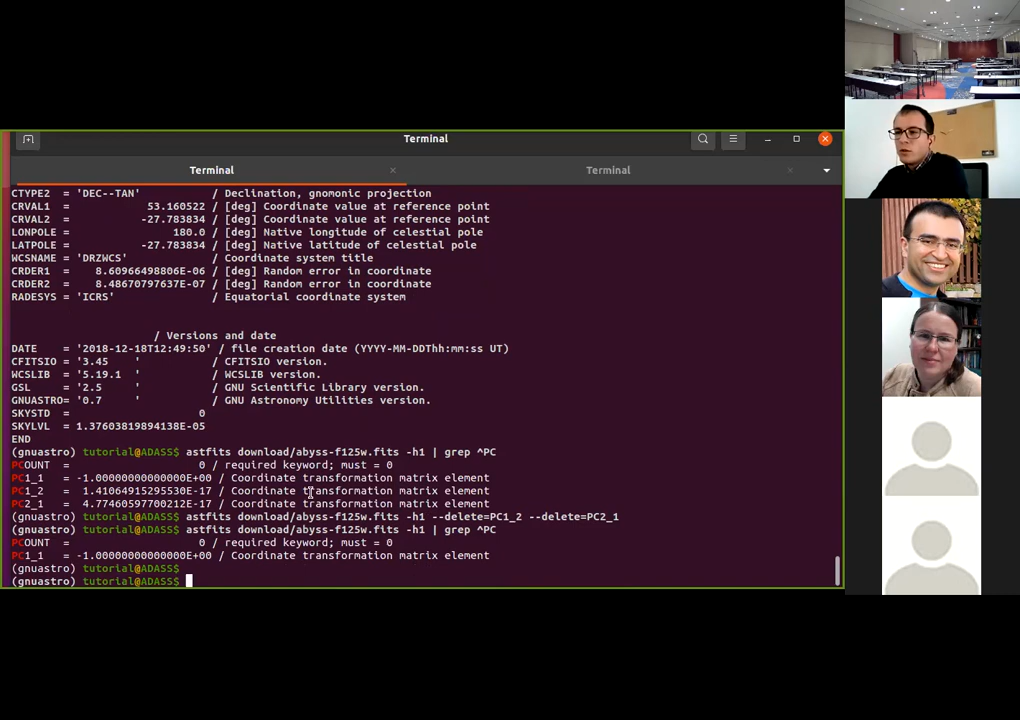 Terminal
Terminal
Terminal
CTYPE2  = 'DEC--TAN'           / Declination, gnomonic projection
CRVAL1  =            53.160522 / [deg] Coordinate value at reference point
CRVAL2  =           -27.783834 / [deg] Coordinate value at reference point
LONPOLE =                180.0 / [deg] Native longitude of celestial pole
LATPOLE =           -27.783834 / [deg] Native latitude of celestial pole
WCSNAME = 'DRZWCS'             / Coordinate system title
CRDER1  =    8.60966498806E-06 / [deg] Random error in coordinate
CRDER2  =    8.48670797637E-07 / [deg] Random error in coordinate
RADESYS = 'ICRS'               / Equatorial coordinate system
/ Versions and date
DATE    = '2018-12-18T12:49:50' / file creation date (YYYY-MM-DDThh:mm:ss UT)
CFITSIO = '3.45    '           / CFITSIO version.
WCSLIB  = '5.19.1  '           / WCSLIB version.
GSL     = '2.5     '           / GNU Scientific Library version.
GNUASTRO= '0.7     '           / GNU Astronomy Utilities version.
SKYSTD  =                    0
SKYLVL  = 1.37603819894138E-05
END
(gnuastro) tutorial@ADASS$ astfits download/abyss-f125w.fits -h1 | grep ^PC
PCOUNT  =                    0 / required keyword; must = 0
PC1_1   = -1.00000000000000E+00 / Coordinate transformation matrix element
PC1_2   =  1.41064915295530E-17 / Coordinate transformation matrix element
PC2_1   =  4.77460597700212E-17 / Coordinate transformation matrix element
(gnuastro) tutorial@ADASS$ astfits download/abyss-f125w.fits -h1 --delete=PC1_2 --delete=PC2_1
(gnuastro) tutorial@ADASS$ astfits download/abyss-f125w.fits -h1 | grep ^PC
PCOUNT  =                    0 / required keyword; must = 0
PC1_1   = -1.00000000000000E+00 / Coordinate transformation matrix element
(gnuastro) tutorial@ADASS$
(gnuastro) tutorial@ADASS$